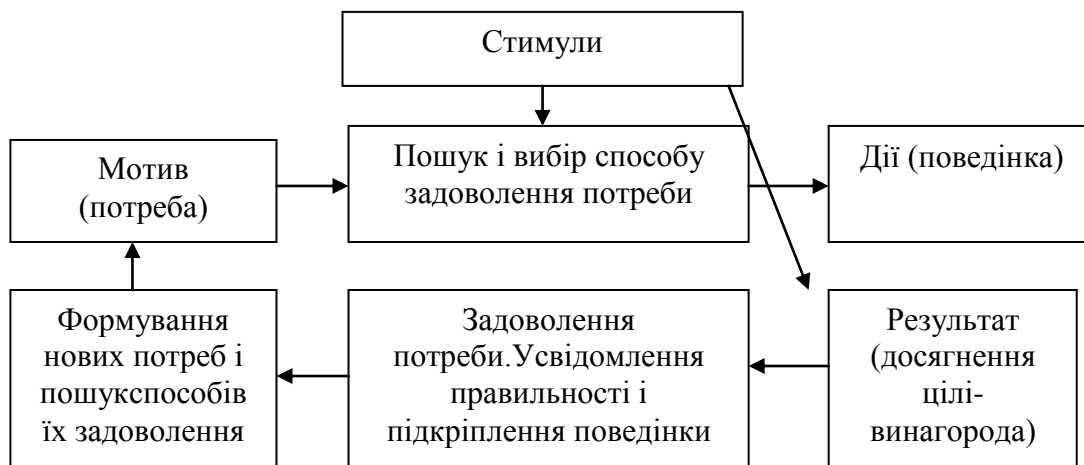 Стимули
Мотив
(потреба)
Пошук і вибір способу
задоволення потреби
Дії (поведінка)
Формування
нових потреб і
пошукспособів
їх задоволення
Задоволення
потреби.Усвідомлення
правильності і
підкріплення поведінки
Результат
(досягнення
цілі-
винагорода)